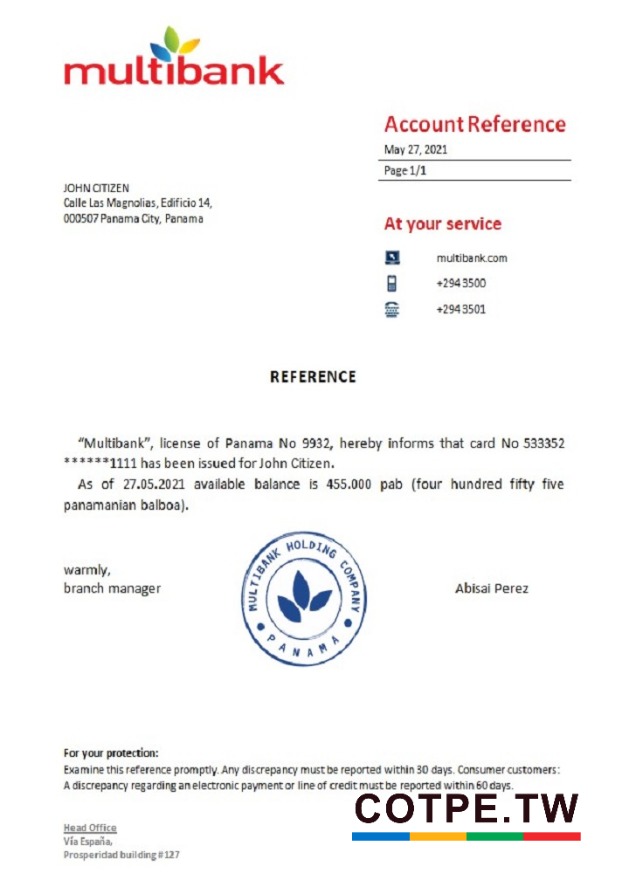 multibank
Account Reference
May 27, 2021
Page 1/1
JOHN CITIZEN
Calle Las Magnolias, Edificio 14,
000507 Panama City, Panama
At your service
multibank.com
+294 3500
+294 3501
REFERENCE
“Multibank”, license of Panama No 9932, hereby informs that card No 533352
******1111 has been issued for John Citizen.
As of 27.05.2021 available balance is 455.000 pab (four hundred fifty five
panamanian balboa).
warmly,
branch manager
MULTIBANK HOLDING COMPANY
PANAMA
Abisai Perez
For your protection:
Examine this reference promptly. Any discrepancy must be reported within 30 days. Consumer customers:
A discrepancy regarding an electronic payment or line of credit must be reported within 60 days.
COTPE.TW
Head Office
Vía España,
Prosperidad building #127